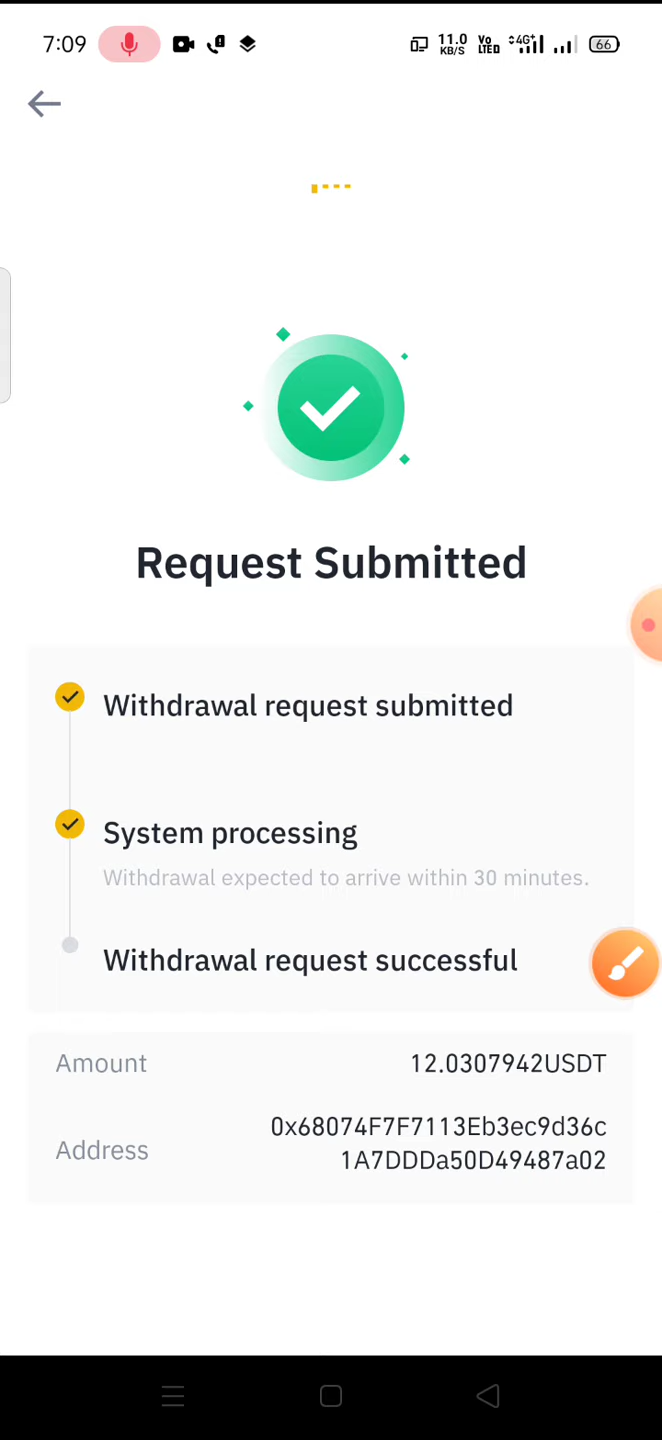 7:09
11.0
KB/S
Vo
LTE
4G+
66
Request Submitted
Withdrawal request submitted
System processing
Withdrawal expected to arrive within 30 minutes.
Withdrawal request successful
Amount 12.0307942USDT
0x68074F7F7113Eb3ec9d36c
Address
1A7DDDa50D49487a02